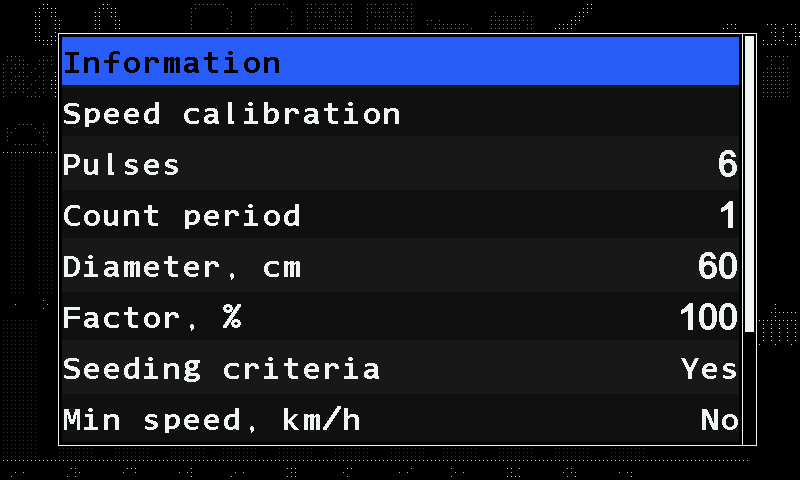 Information
Speed calibration
Pulses 6
Count period 1
Diameter, cm 60
Factor, % 100
Seeding criteria Yes
Min speed, km/h No